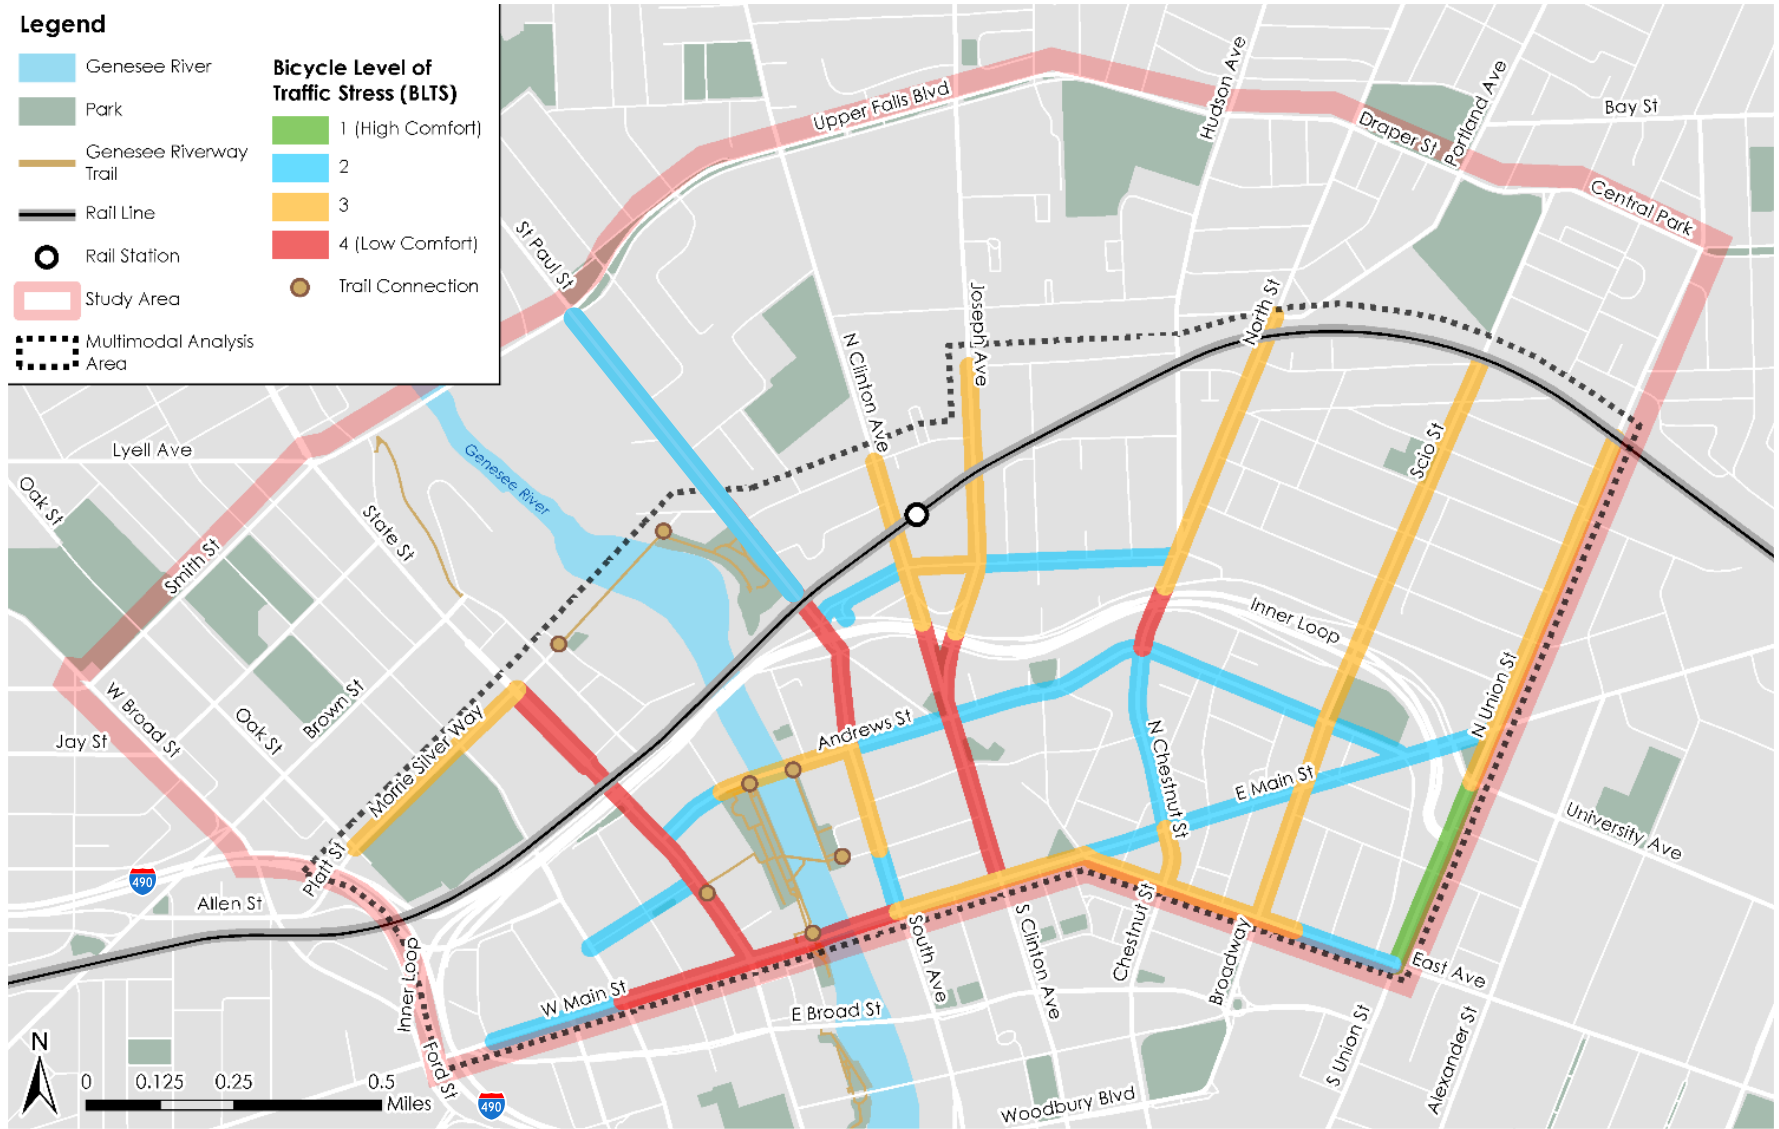 Legend
Genesee River
Park
Genesee Riverway
Trail
Rail Line
Rail Station
Study Area
Multimodal Analysis
Area
Bicycle Level of
Traffic Stress (BLTS)
1 (High Comfort)
2
3
4 (Low Comfort)
Trail Connection
Upper Falls Blvd
Hudson Ave
Portland Ave
Draper St
Bay St
Central Park
St Paul St
Joseph Ave
North St
N Clinton Ave
Lyell Ave
Oak St
State St
Genesee River
Smith St
Scio St
Inner Loop
N Union St
W Broad St
Oak St
Brown St
Jay St
Morrie Silver Way
Andrews St
N Chestnut St
E Main St
University Ave
Platt St
490
Allen St
Inner Loop
Ford St
W Main St
E Broad St
South Ave
S Clinton Ave
Chestnut St
Broadway
East Ave
S Union St
Alexander St
Woodbury Blvd
490
N
0 0.125 0.25 0.5
Miles